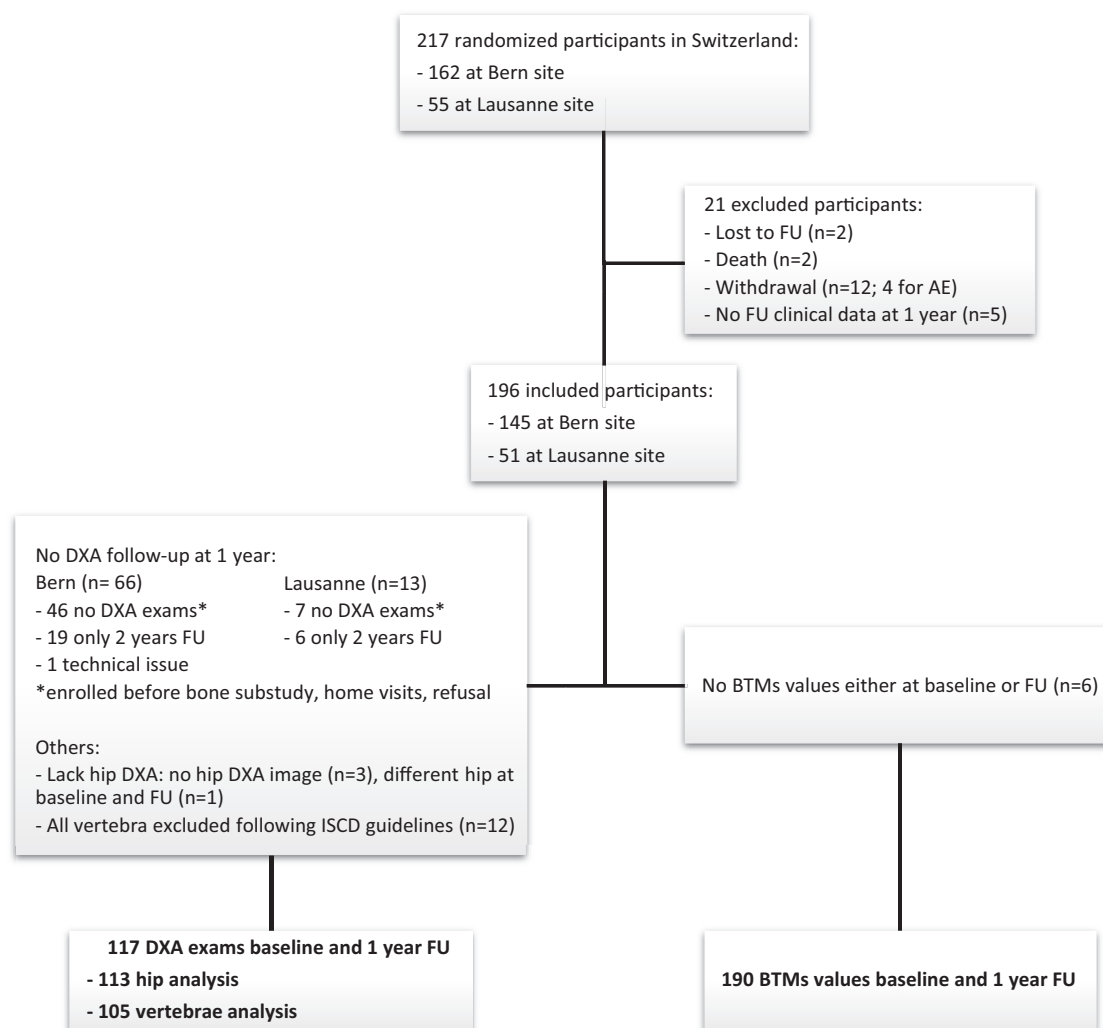 217 randomized participants in Switzerland:
- 162 at Bern site
- 55 at Lausanne site
21 excluded participants:
- Lost to FU (n=2)
- Death (n=2)
- Withdrawal (n=12; 4 for AE)
- No FU clinical data at 1 year (n=5)
196 included participants:
- 145 at Bern site
- 51 at Lausanne site
No DXA follow-up at 1 year:
Bern (n= 66) Lausanne (n=13)
- 46 no DXA exams* - 7 no DXA exams*
- 19 only 2 years FU - 6 only 2 years FU
- 1 technical issue
*enrolled before bone substudy, home visits, refusal
Others:
- Lack hip DXA: no hip DXA image (n=3), different hip at
baseline and FU (n=1)
- All vertebra excluded following ISCD guidelines (n=12)
No BTMs values either at baseline or FU (n=6)
117 DXA exams baseline and 1 year FU
- 113 hip analysis
- 105 vertebrae analysis
190 BTMs values baseline and 1 year FU